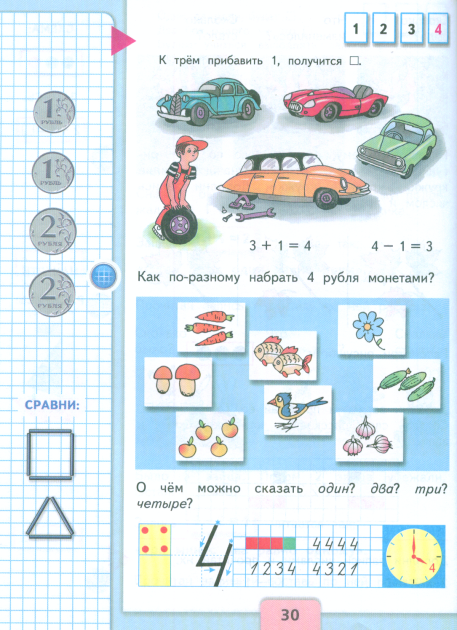 1 2 3 4
К трём прибавить 1, получится □.
1
РУБЛЬ
1
РУБЛЬ
2
РУБЛЯ
2
РУБЛЯ
3 + 1 = 4 4 − 1 = 3
Как по-разному набрать 4 рубля монетами?
СРАВНИ:
О чём можно сказать один? два? три?
четыре?
4
4444
1234 4321
4
30